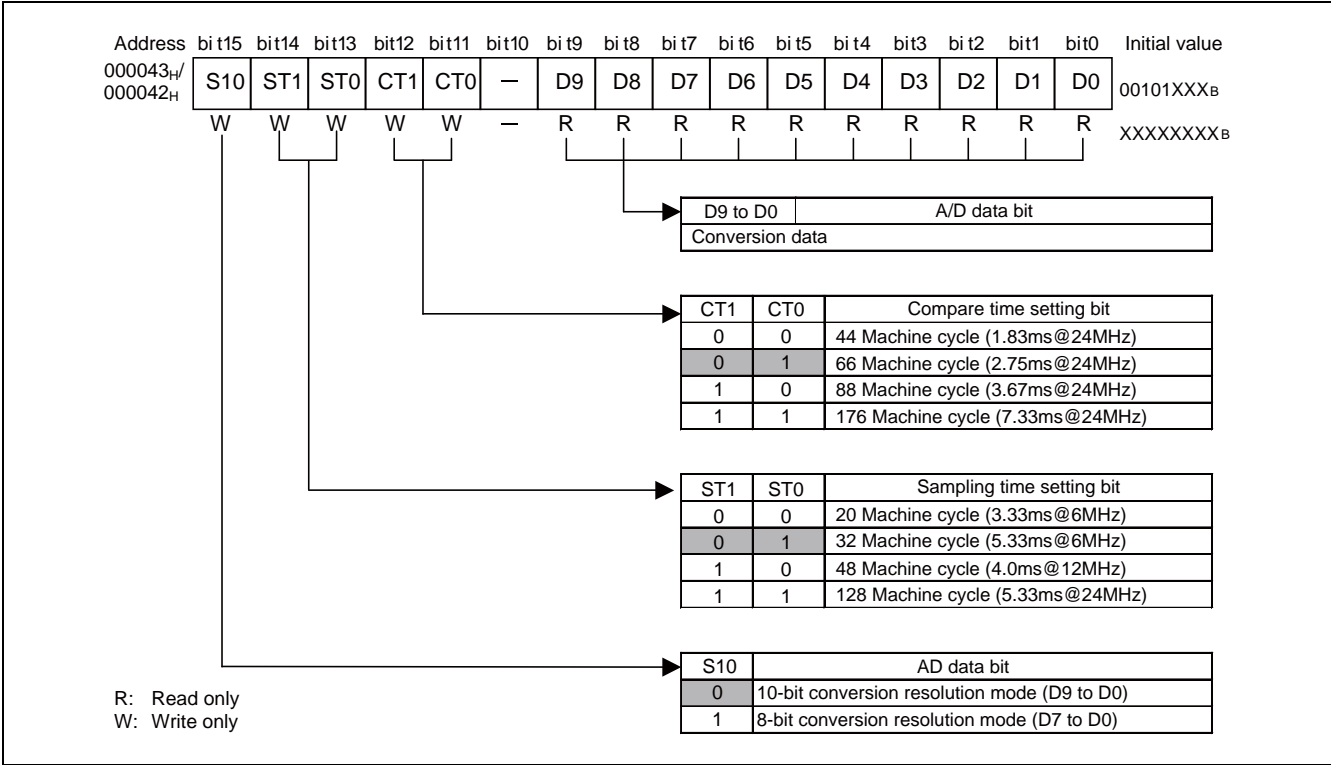 Address bit15 bit14 bit13 bit12 bit11 bit10 bit9 bit8 bit7 bit6 bit5 bit4 bit3 bit2 bit1 bit0 Initial value
000043H/
000042H
S10 ST1 ST0 CT1 CT0 — D9 D8 D7 D6 D5 D4 D3 D2 D1 D0
00101XXXB
W W W W W — R R R R R R R R R R
XXXXXXXXB
D9 to D0 A/D data bit
Conversion data
CT1 CT0 Compare time setting bit
0 0 44 Machine cycle (1.83ms@24MHz)
0 1 66 Machine cycle (2.75ms@24MHz)
1 0 88 Machine cycle (3.67ms@24MHz)
1 1 176 Machine cycle (7.33ms@24MHz)
ST1 ST0 Sampling time setting bit
0 0 20 Machine cycle (3.33ms@6MHz)
0 1 32 Machine cycle (5.33ms@6MHz)
1 0 48 Machine cycle (4.0ms@12MHz)
1 1 128 Machine cycle (5.33ms@24MHz)
S10 AD data bit
0 10-bit conversion resolution mode (D9 to D0)
1 8-bit conversion resolution mode (D7 to D0)
R: Read only
W: Write only